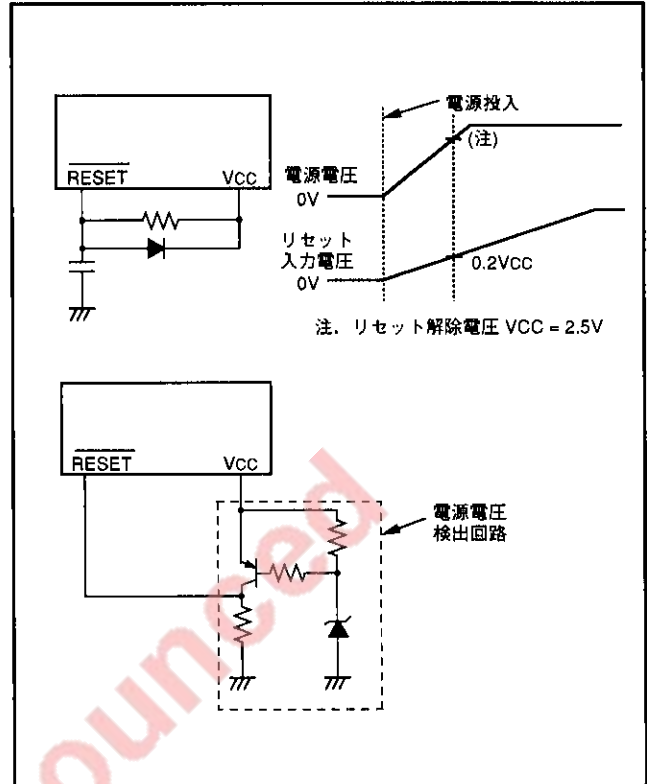 電源投入
(注)
RESET VCC
電源電圧
0V
リセット
入力電圧
0V
0.2VCC
注. リセット解除電圧 VCC = 2.5V
RESET VCC
電源電圧
検出回路
ounced